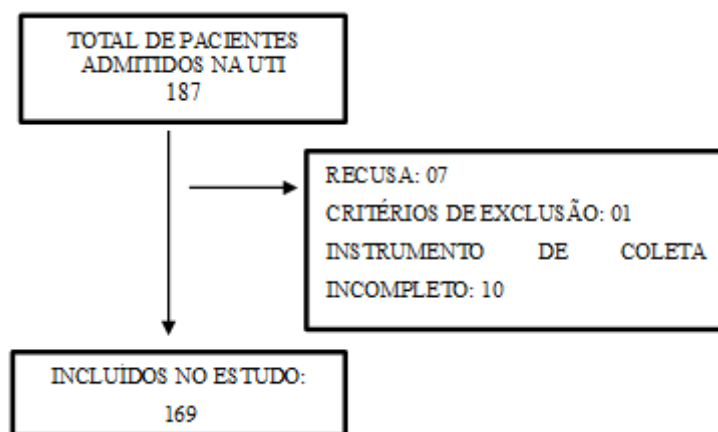 TOTAL DE PACIENTES
ADMITIDOS NA UTI
187
RECUSA: 07
CRITÉRIOS DE EXCLUSÃO: 01
INSTRUMENTO DE COLETA
INCOMPLETO: 10
INCLUÍDOS NO ESTUDO:
169